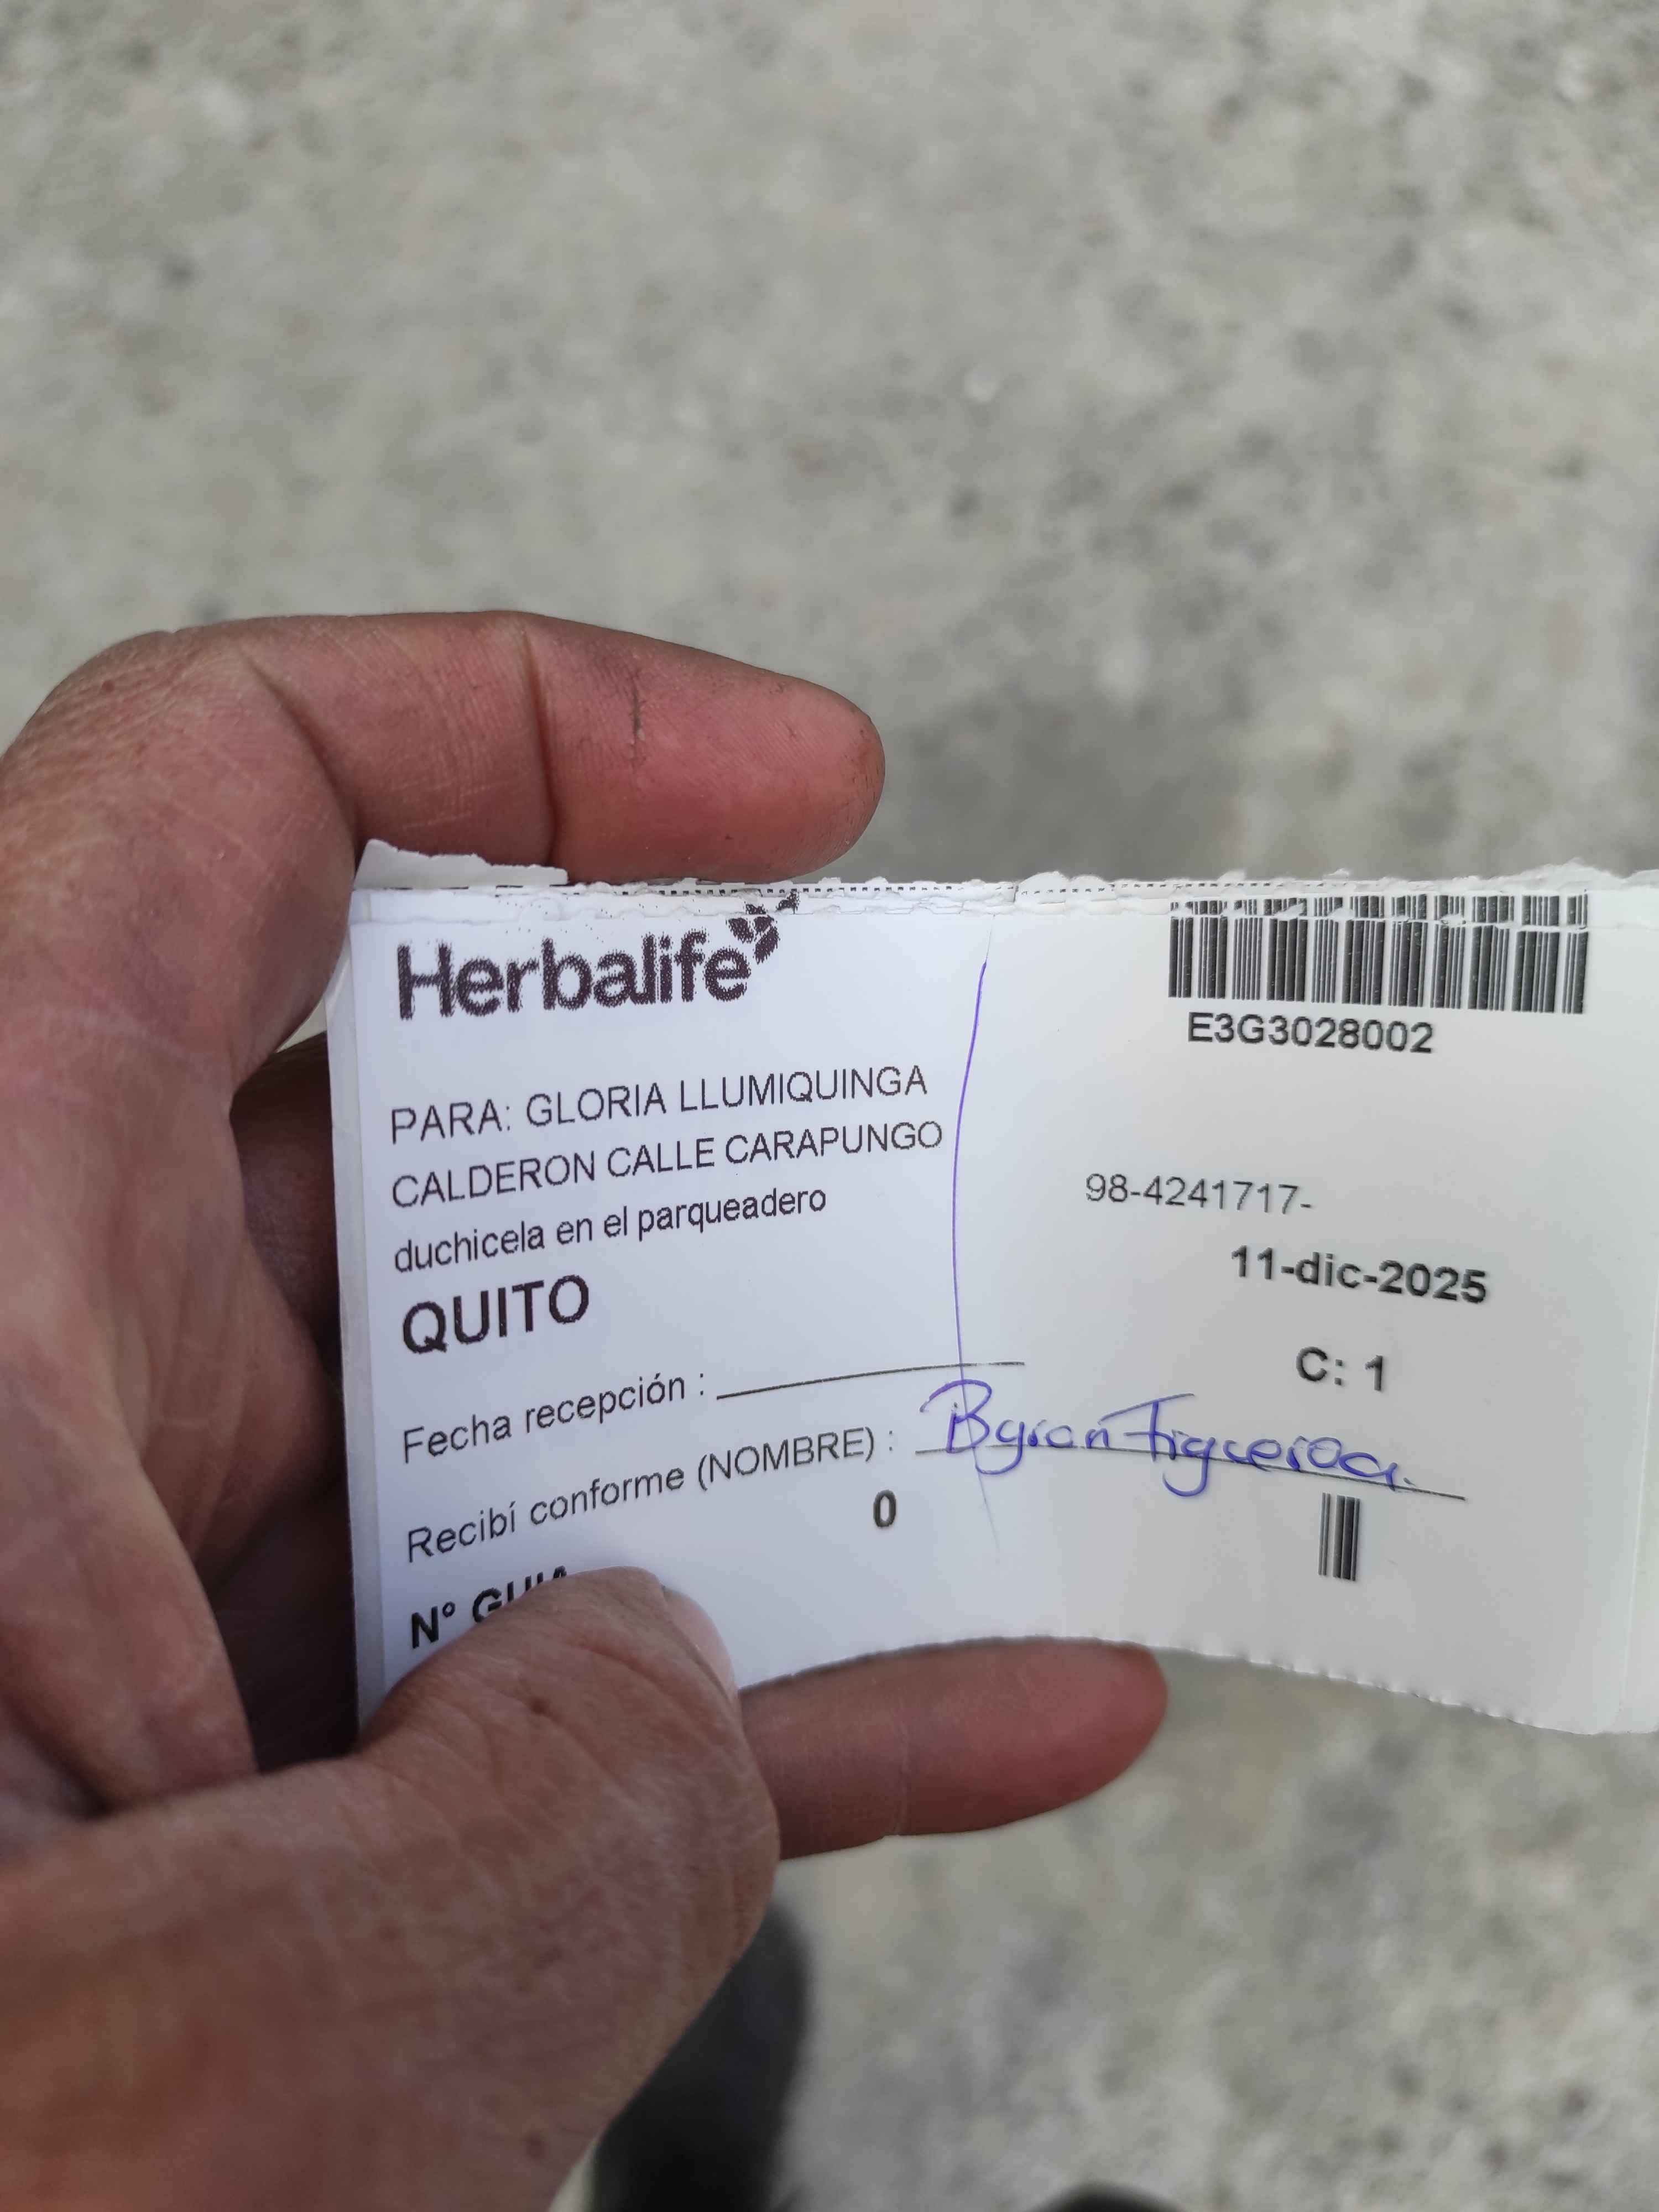 Herbalife
E3G3028002
PARA: GLORIA LLUMIQUINGA
CALDERON CALLE CARAPUNGO
98-4241717-
duchicela en el parqueadero
11-dic-2025
QUITO
C: 1
Fecha recepción :
Recibí conforme (NOMBRE) : Byron Figueroa.
0
N° GUIA